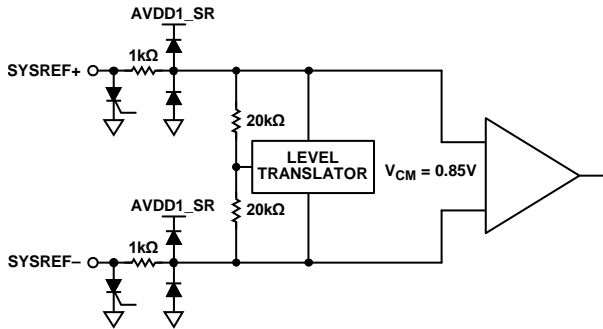 AVDD1_SR
1kΩ
SYSREF+
20kΩ
LEVEL
TRANSLATOR
VCM = 0.85V
20kΩ
AVDD1_SR
1kΩ
SYSREF–